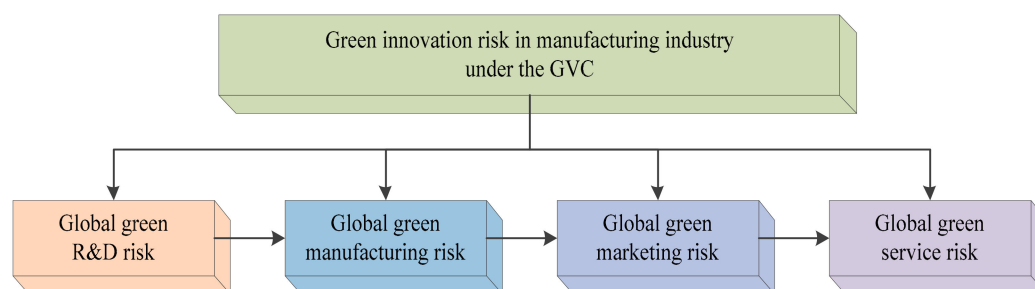 Green innovation risk in manufacturing industry
under the GVC
Global green
R&D risk
Global green
manufacturing risk
Global green
marketing risk
Global green
service risk